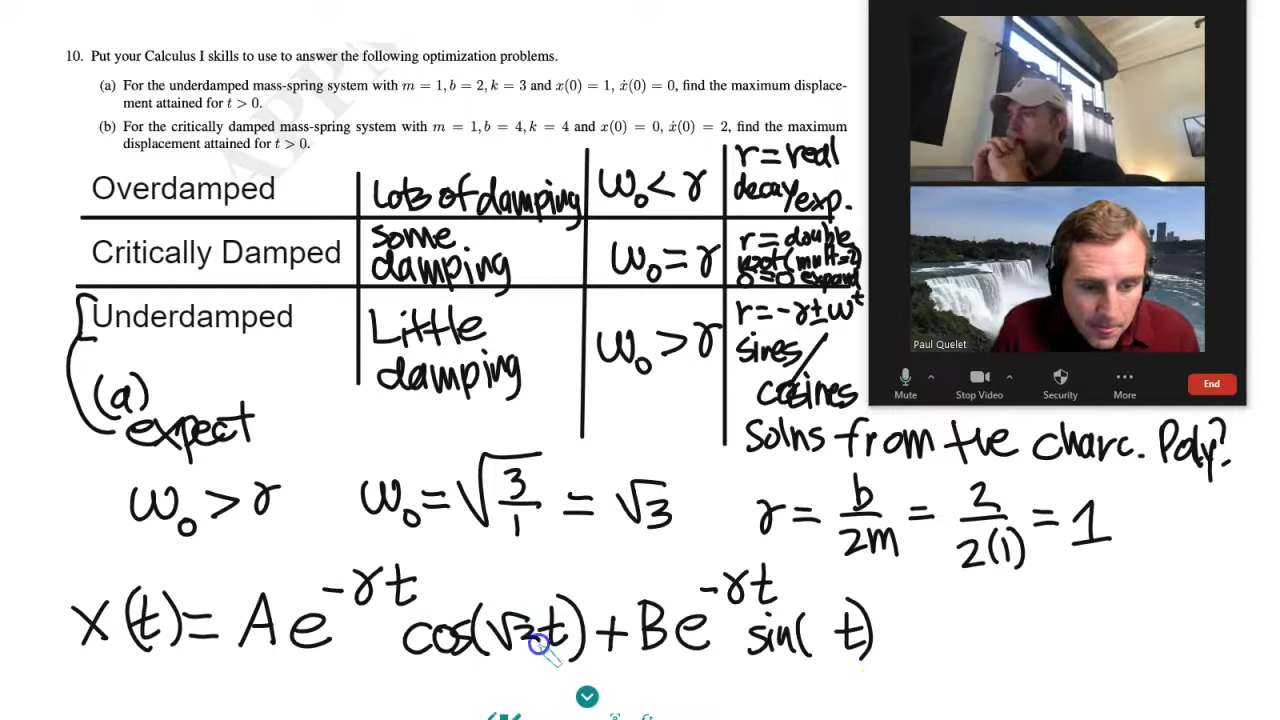 10. Put your Calculus I skills to use to answer the following optimization problems.
(a) For the underdamped mass-spring system with m = 1, b = 2, k = 3 and x(0) = 1, ẋ(0) = 0, find the maximum displace-
ment attained for t > 0.
(b) For the critically damped mass-spring system with m = 1, b = 4, k = 4 and x(0) = 0, ẋ(0) = 2, find the maximum
displacement attained for t > 0.
Overdamped Lots of damping ω₀ < γ r = real decay exp.
Critically Damped some damping ω₀ = γ r = double root (mult=2)
Underdamped Little damping ω₀ > γ r = -γ ± ω sines/cosines
(a) expect
Solns from the charc. Poly?
ω₀ > γ ω₀ = √(3/1) = √3 γ = b/2m = 2/2(1) = 1
x(t) = Ae^(-γt) cos(√ t) + Be^(-γt) sin( t)
Paul Quelet
Mute Stop Video Security More End